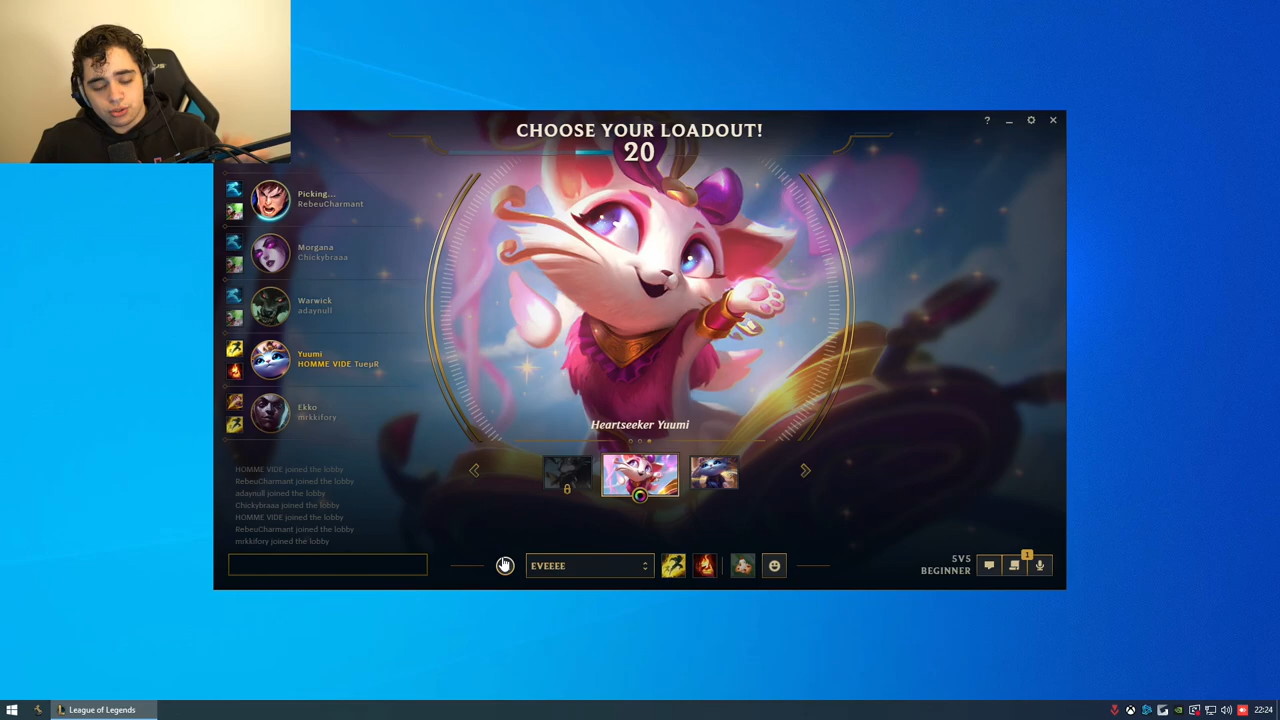 CHOOSE YOUR LOADOUT!
20
Picking...
RebeuCharmant
Morgana
Chickybraaa
Warwick
adaynull
Yuumi
HOMME VIDE TueµR
Ekko
mrkkifory
Heartseeker Yuumi
HOMME VIDE joined the lobby
RebeuCharmant joined the lobby
adaynull joined the lobby
Chickybraaa joined the lobby
HOMME VIDE joined the lobby
RebeuCharmant joined the lobby
mrkkifory joined the lobby
EVEEEE
5V5
BEGINNER
1
League of Legends
22:24